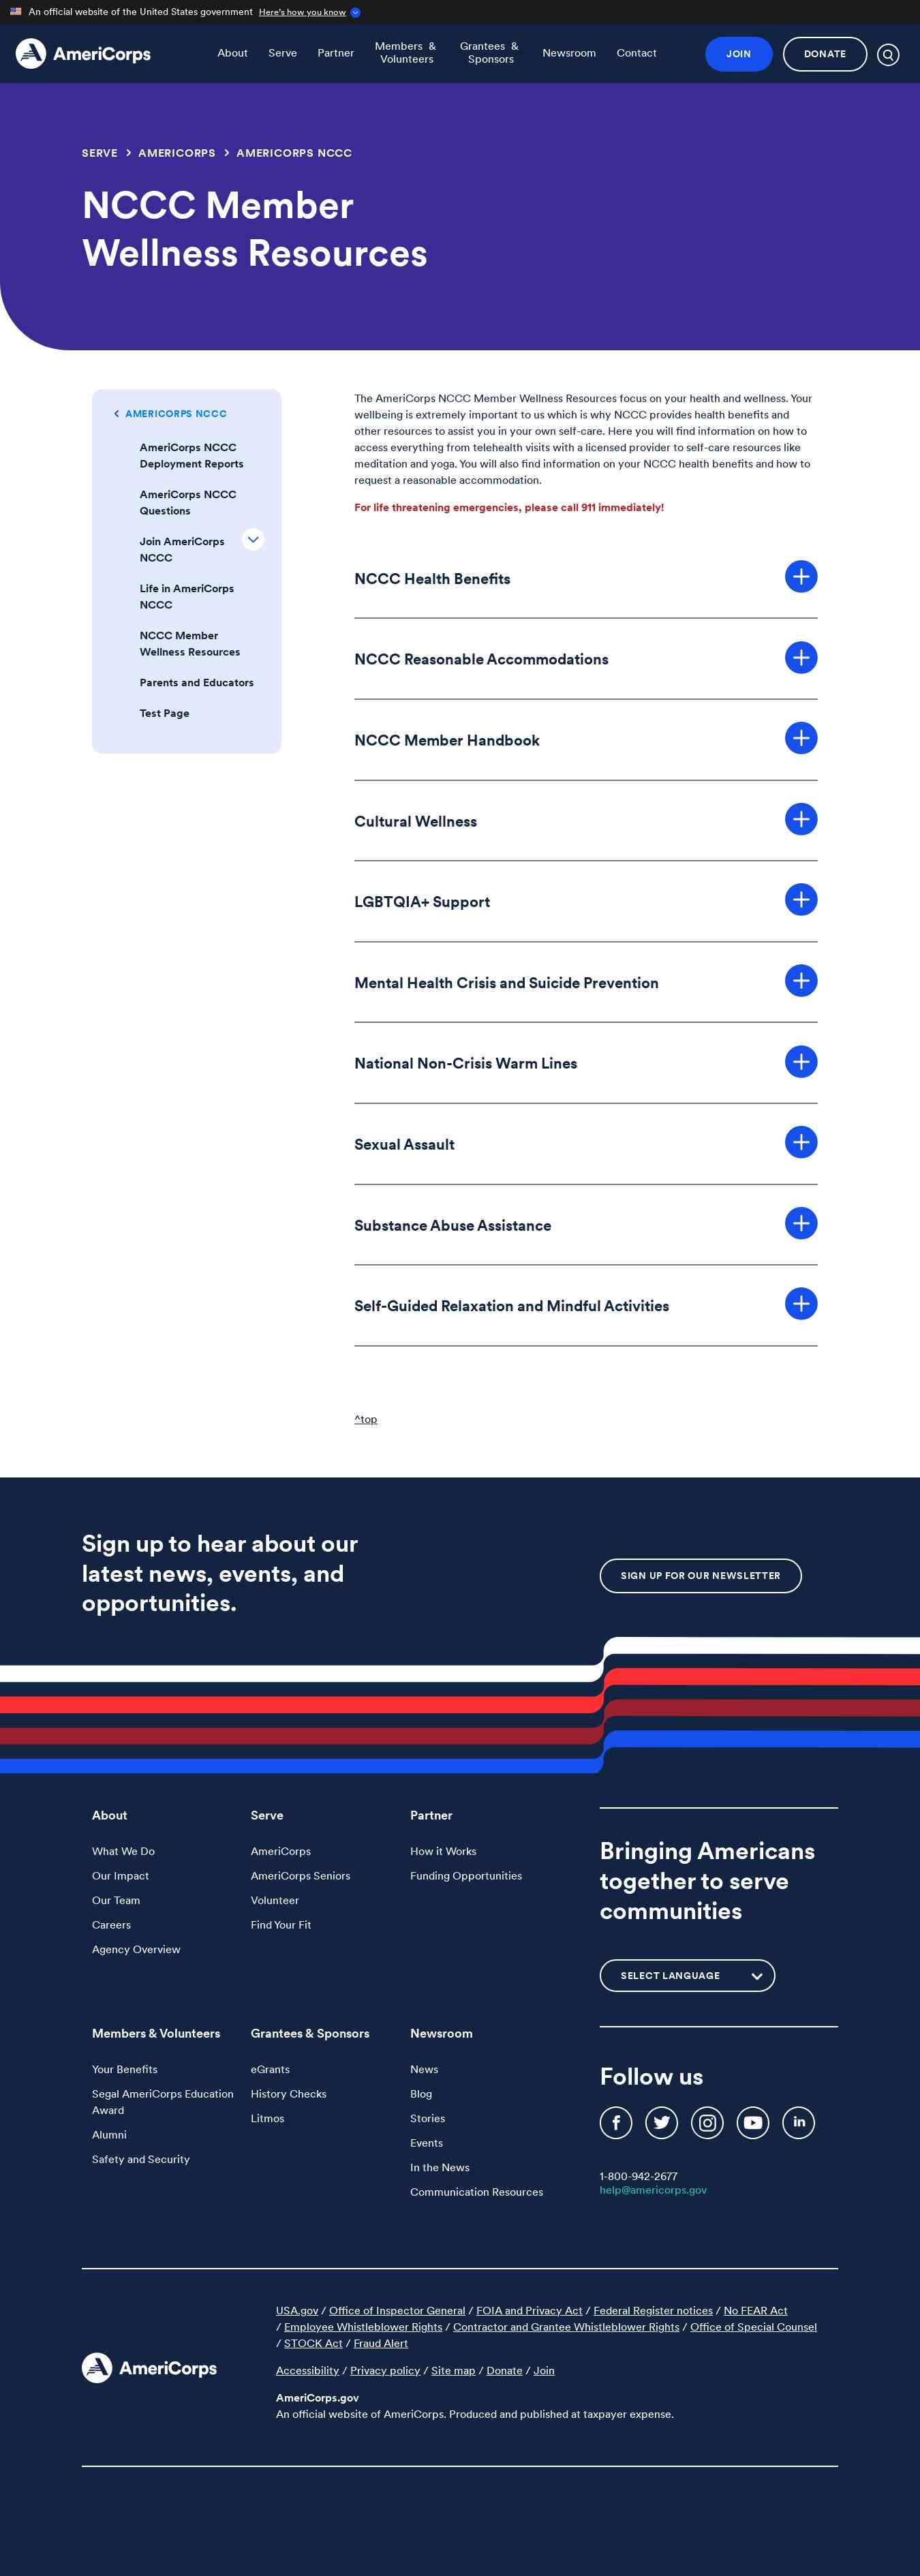 An official website of the United States government Here's how you know
AmeriCorps
About
Serve
Partner
Members &
Volunteers
Grantees &
Sponsors
Newsroom
Contact
JOIN
DONATE
SERVE > AMERICORPS > AMERICORPS NCCC
NCCC Member
Wellness Resources
AMERICORPS NCCC
AmeriCorps NCCC
Deployment Reports
AmeriCorps NCCC
Questions
Join AmeriCorps
NCCC
Life in AmeriCorps
NCCC
NCCC Member
Wellness Resources
Parents and Educators
Test Page
The AmeriCorps NCCC Member Wellness Resources focus on your health and wellness. Your
wellbeing is extremely important to us which is why NCCC provides health benefits and
other resources to assist you in your own self-care. Here you will find information on how to
access everything from telehealth visits with a licensed provider to self-care resources like
meditation and yoga. You will also find information on your NCCC health benefits and how to
request a reasonable accommodation.
For life threatening emergencies, please call 911 immediately!
NCCC Health Benefits
NCCC Reasonable Accommodations
NCCC Member Handbook
Cultural Wellness
LGBTQIA+ Support
Mental Health Crisis and Suicide Prevention
National Non-Crisis Warm Lines
Sexual Assault
Substance Abuse Assistance
Self-Guided Relaxation and Mindful Activities
^top
Sign up to hear about our
latest news, events, and
opportunities.
SIGN UP FOR OUR NEWSLETTER
About
What We Do
Our Impact
Our Team
Careers
Agency Overview
Serve
AmeriCorps
AmeriCorps Seniors
Volunteer
Find Your Fit
Partner
How it Works
Funding Opportunities
Bringing Americans
together to serve
communities
SELECT LANGUAGE
Members & Volunteers
Your Benefits
Segal AmeriCorps Education
Award
Alumni
Safety and Security
Grantees & Sponsors
eGrants
History Checks
Litmos
Newsroom
News
Blog
Stories
Events
In the News
Communication Resources
Follow us
1-800-942-2677
help@americorps.gov
AmeriCorps
USA.gov / Office of Inspector General / FOIA and Privacy Act / Federal Register notices / No FEAR Act
/ Employee Whistleblower Rights / Contractor and Grantee Whistleblower Rights / Office of Special Counsel
/ STOCK Act / Fraud Alert
Accessibility / Privacy policy / Site map / Donate / Join
AmeriCorps.gov
An official website of AmeriCorps. Produced and published at taxpayer expense.